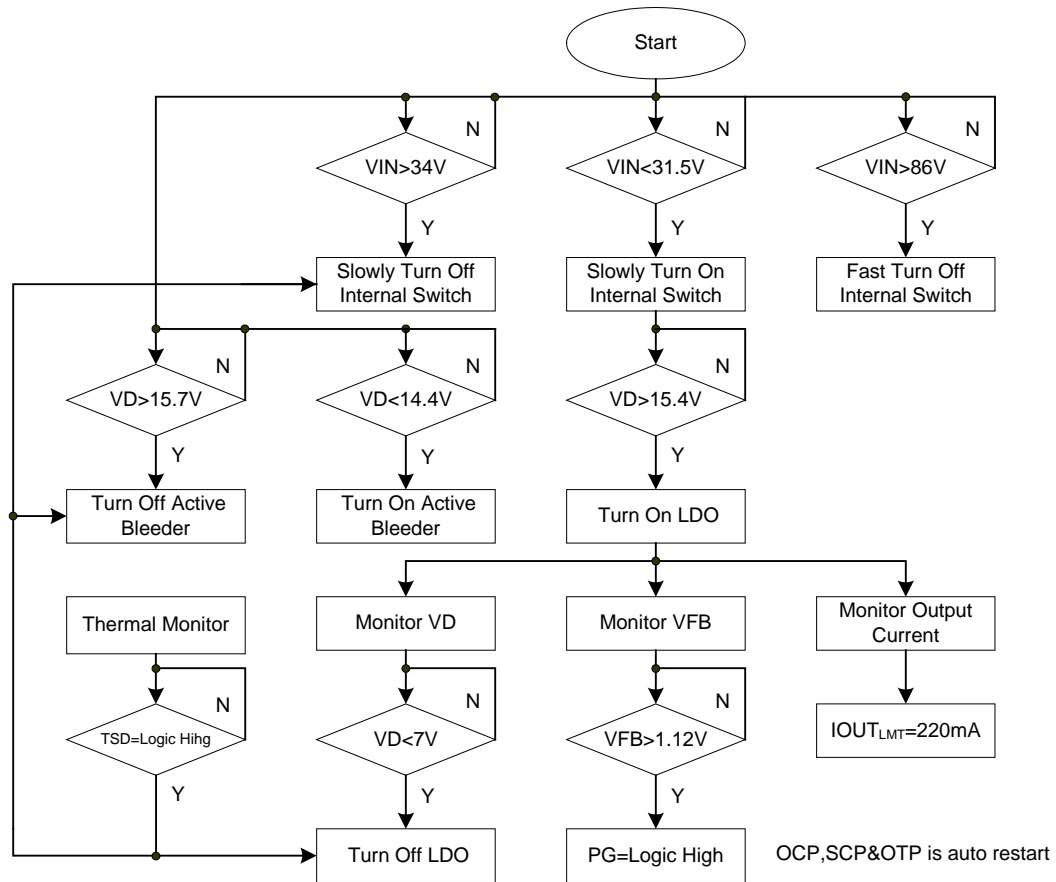 Start
N
N
N
VIN>34V
VIN<31.5V
VIN>86V
Y
Y
Y
Slowly Turn Off
Internal Switch
Slowly Turn On
Internal Switch
Fast Turn Off
Internal Switch
N
N
N
VD>15.7V
VD<14.4V
VD>15.4V
Y
Y
Y
Turn Off Active
Bleeder
Turn On Active
Bleeder
Turn On LDO
Thermal Monitor
Monitor VD
Monitor VFB
Monitor Output
Current
N
N
N
TSD=Logic Hihg
VD<7V
VFB>1.12V
IOUTLMT=220mA
Y
Y
Y
Turn Off LDO
PG=Logic High
OCP,SCP&OTP is auto restart